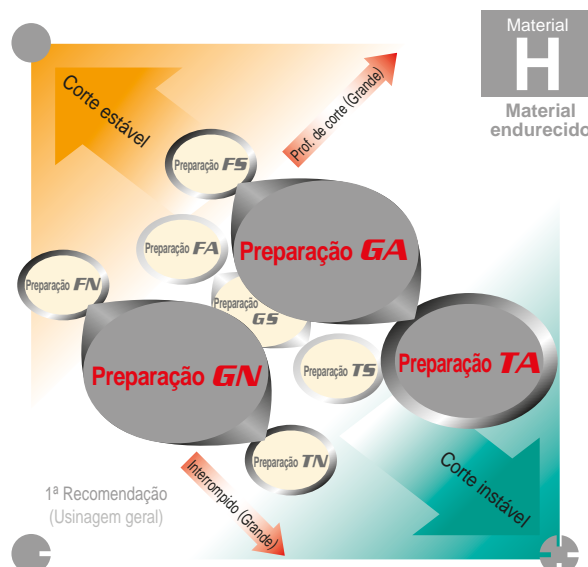 Material
H
Material
endurecido
Corte estável
Prof. de corte (Grande)
Preparação FS
Preparação GA
Preparação FA
Preparação FN
Preparação
GS
Preparação TA
Preparação TS
Preparação GN
Preparação TN
Interrompido (Grande)
Corte instável
1ª Recomendação
(Usinagem geral)